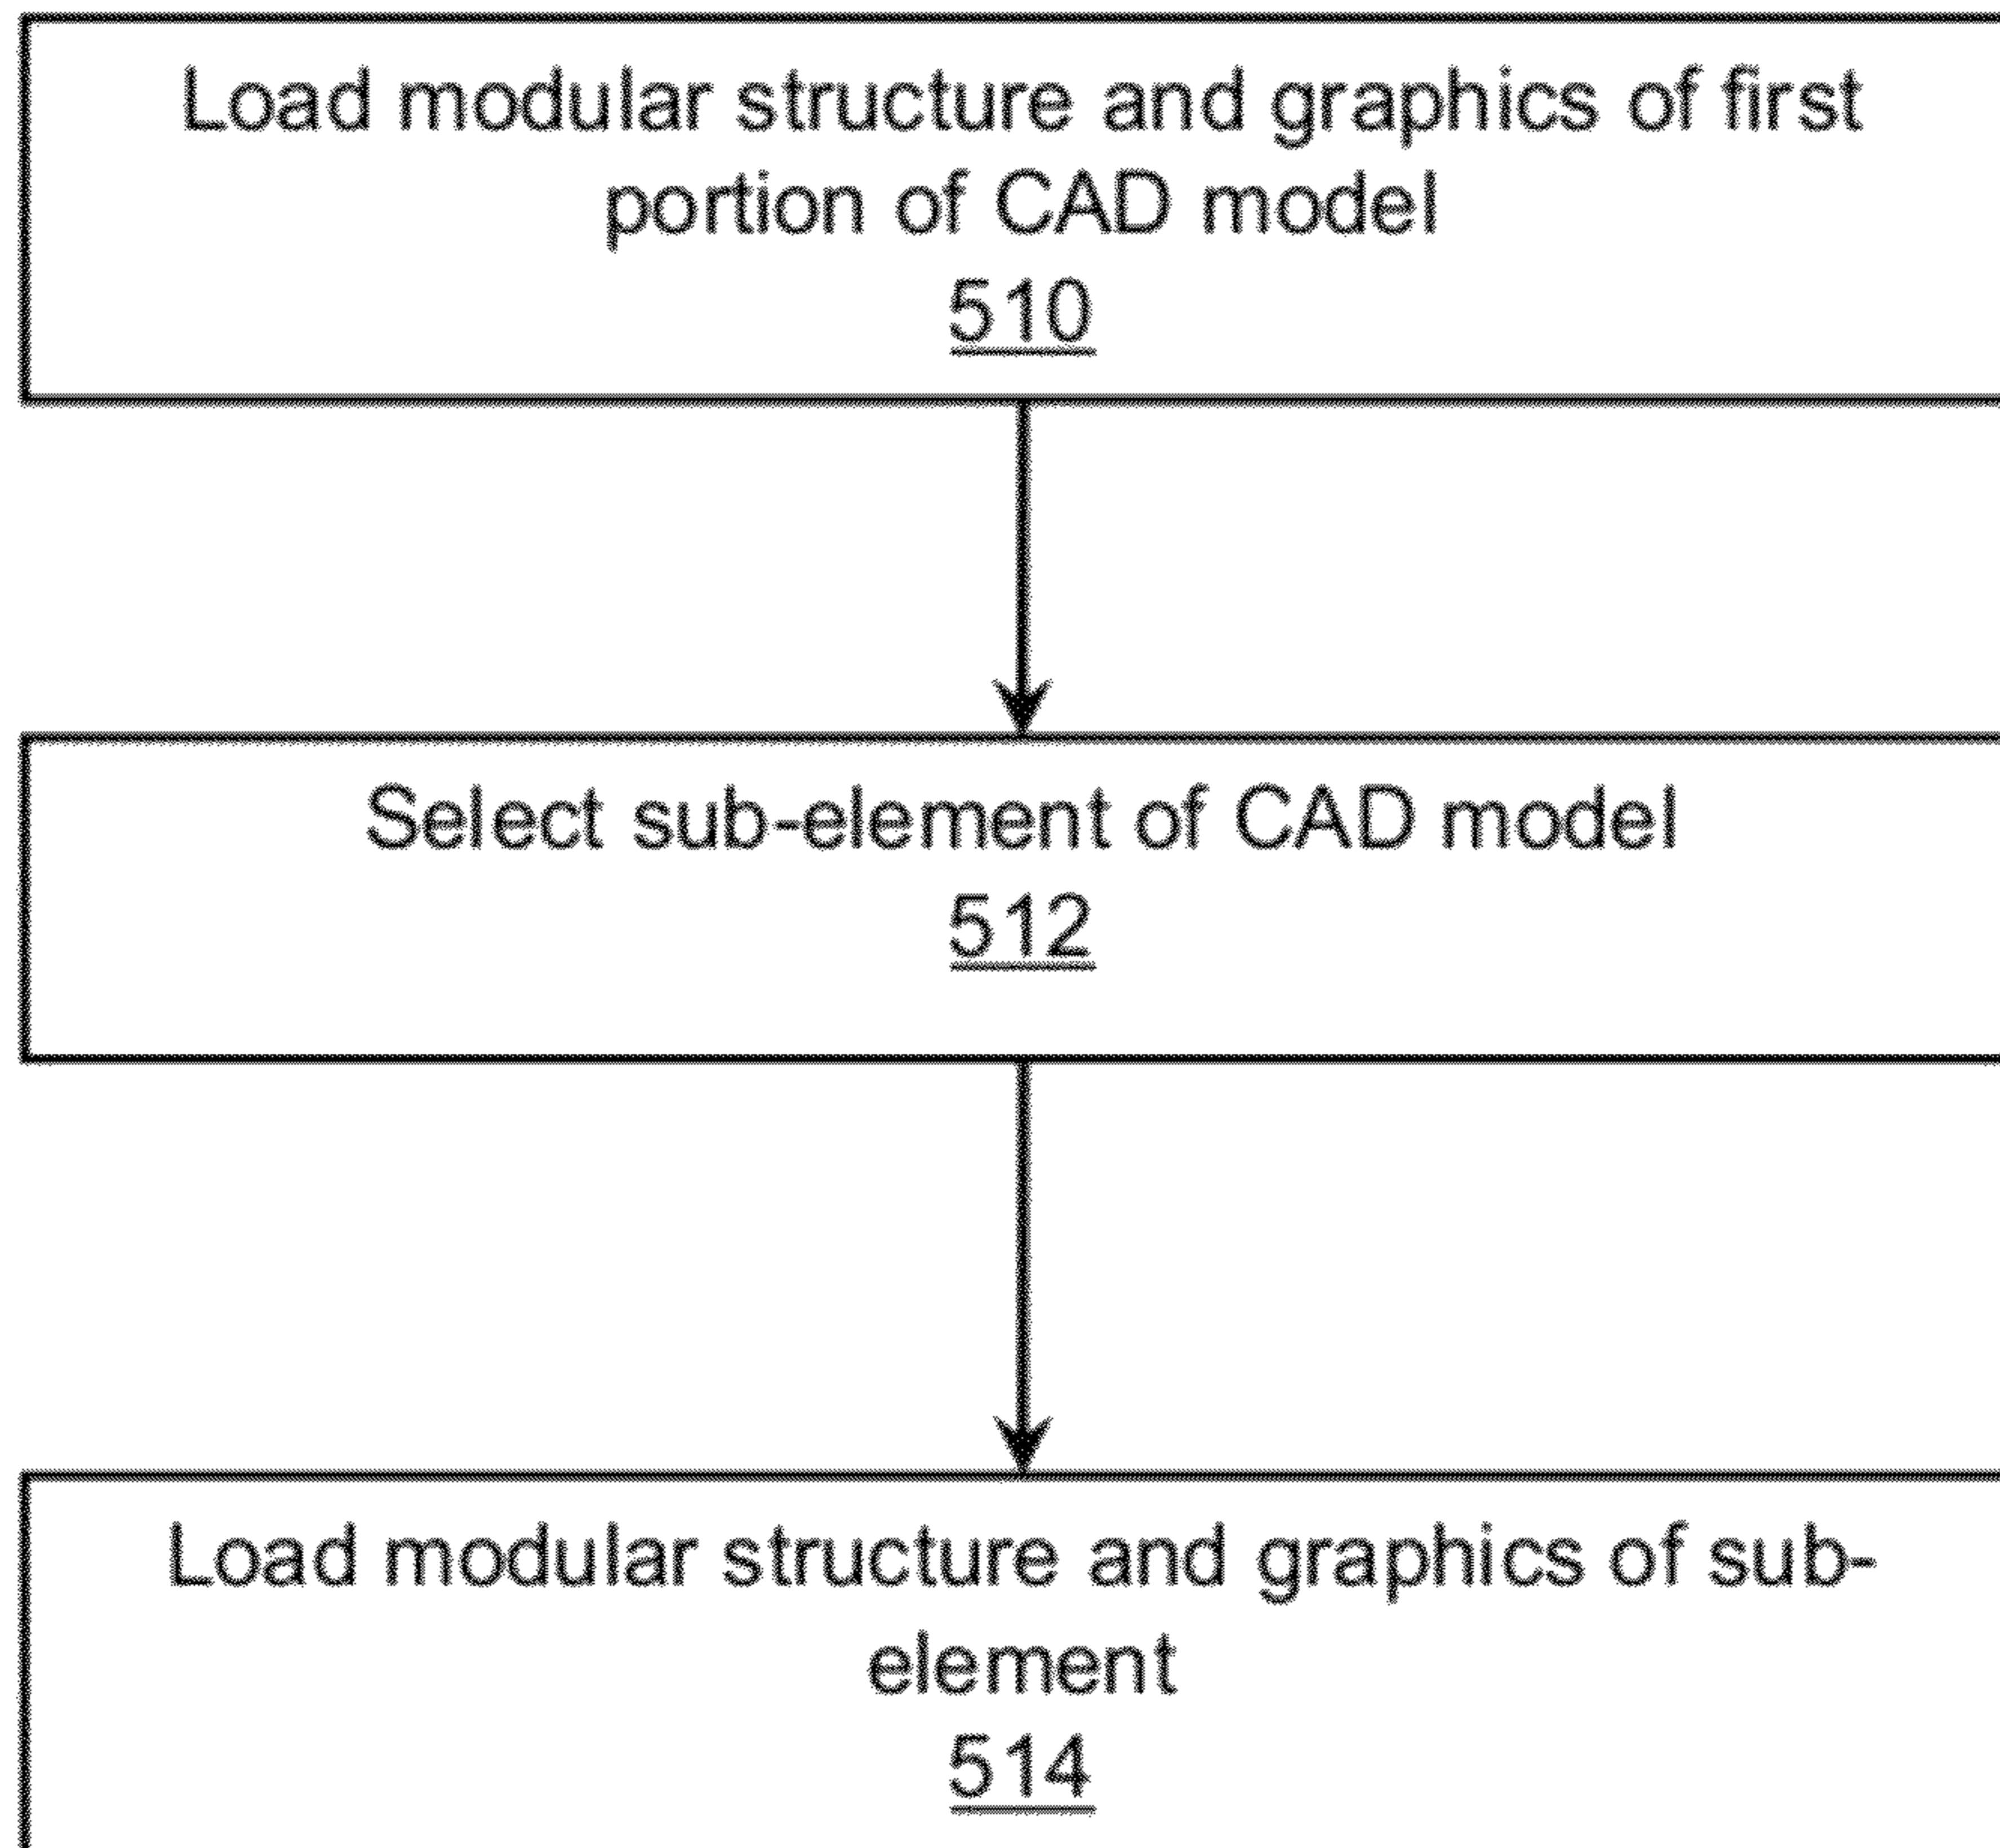 Load modular structure and graphics of first
portion of CAD model
510
Select sub-element of CAD model
512
Load modular structure and graphics of sub-
element
514